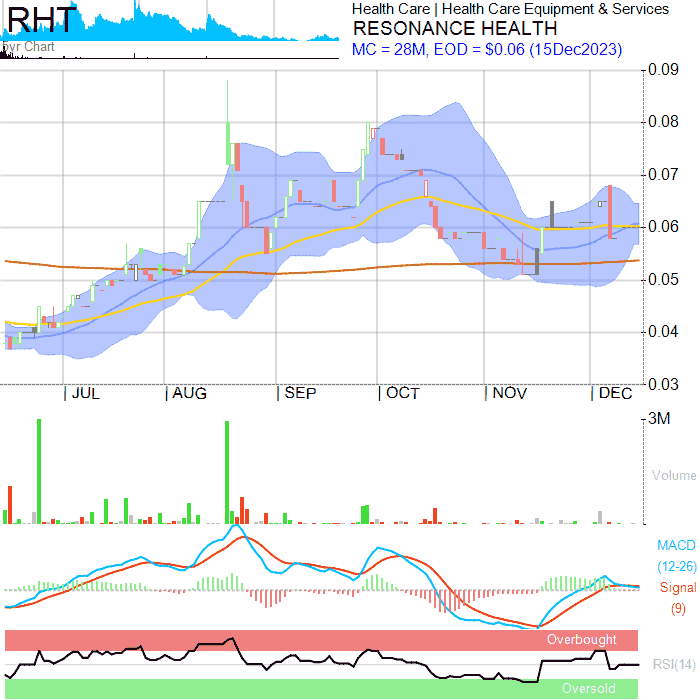 RHT
5yr Chart
Health Care | Health Care Equipment & Services
RESONANCE HEALTH
MC = 28M, EOD = $0.06 (15Dec2023)
0.09
0.08
0.07
0.06
0.05
0.04
0.03
JUL
AUG
SEP
OCT
NOV
DEC
3M
Volume
MACD
(12-26)
Signal
(9)
Overbought
RSI(14)
Oversold